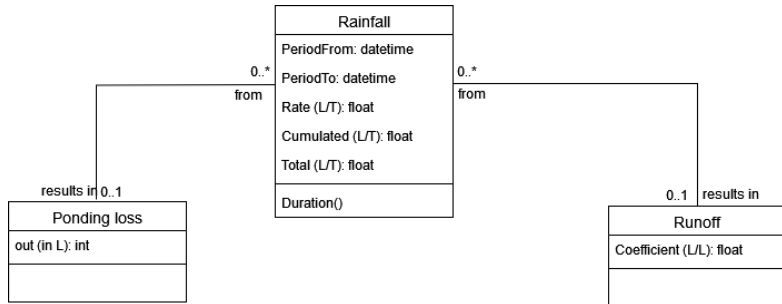 Rainfall
PeriodFrom: datetime
PeriodTo: datetime
Rate (L/T): float
Cumulated (L/T): float
Total (L/T): float
Duration()
0..*
from
0..*
from
results in 0..1
Ponding loss
out (in L): int
0..1 results in
Runoff
Coefficient (L/L): float